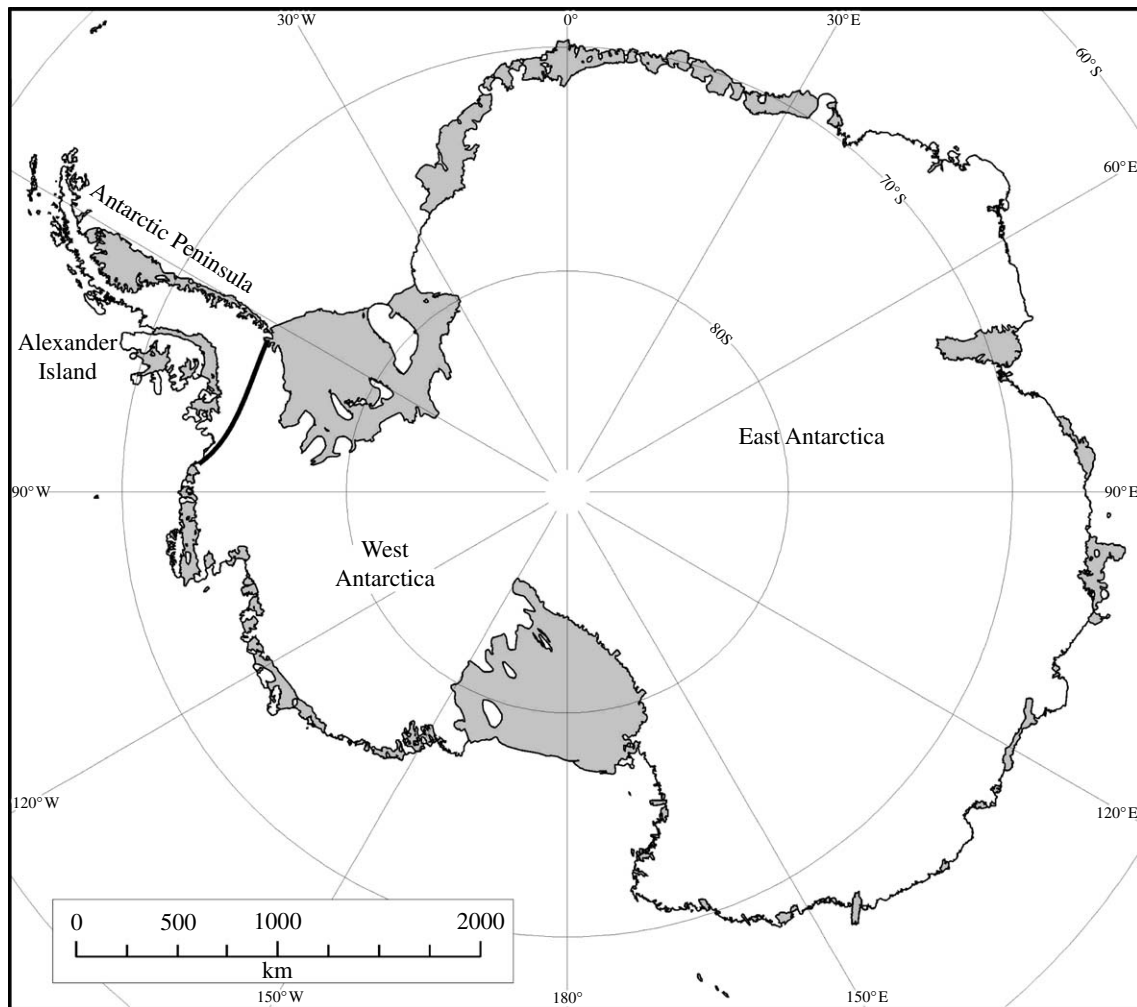 30°W
0°
30°E
60°S
60°E
70°S
Antarctic Peninsula
80S
Alexander
Island
East Antarctica
90°W
90°E
West
Antarctica
120°W
120°E
0 500 1000 2000
km
150°W
180°
150°E